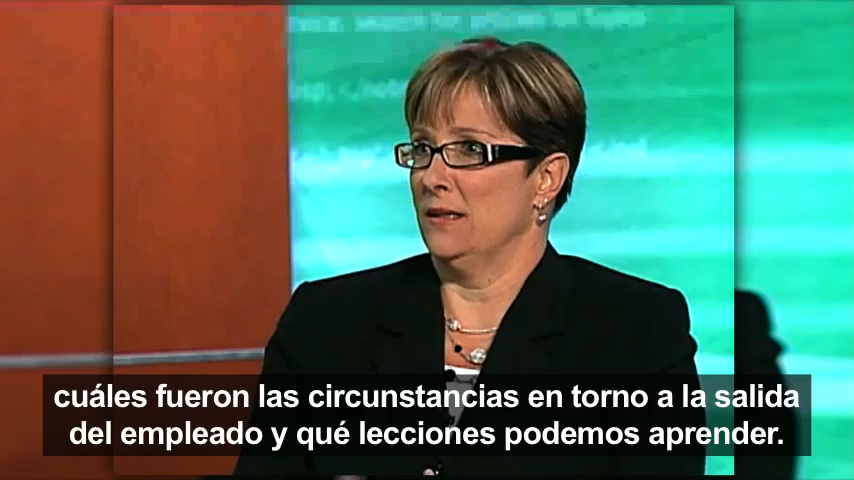 cuáles fueron las circunstancias en torno a la salida
del empleado y qué lecciones podemos aprender.